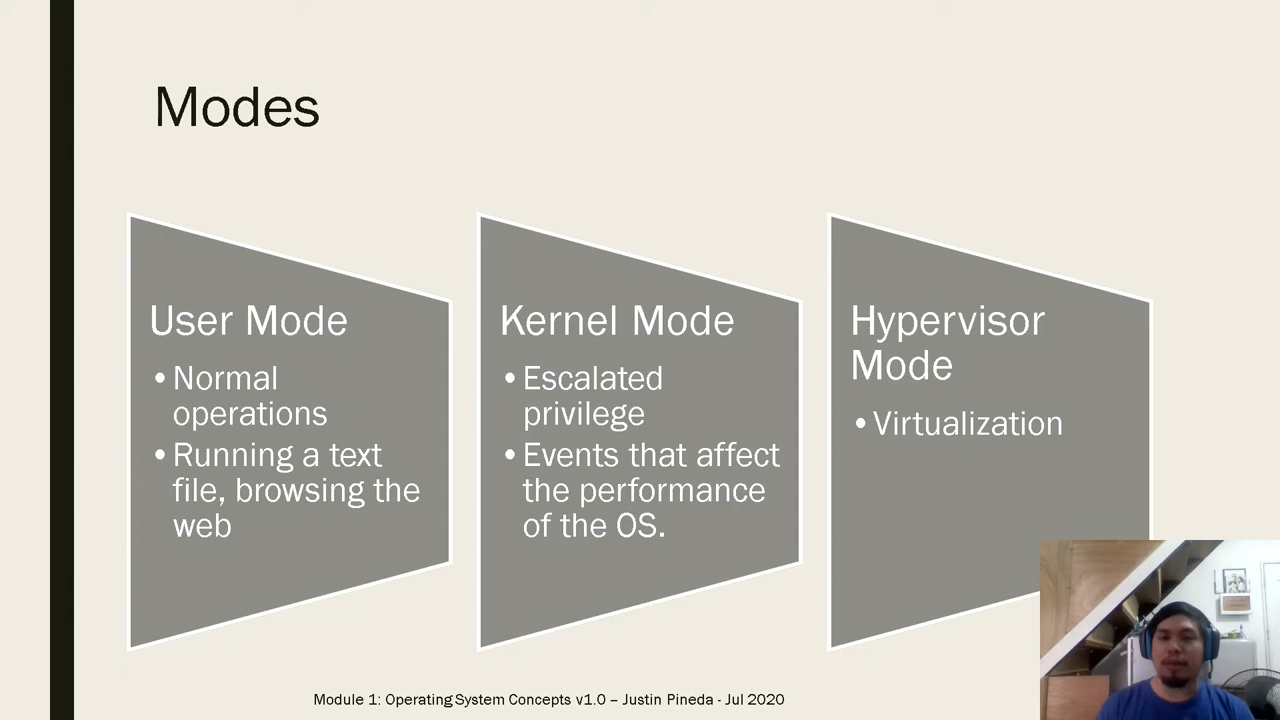 Modes
User Mode
• Normal
operations
• Running a text
file, browsing the
web
Kernel Mode
• Escalated
privilege
• Events that affect
the performance
of the OS.
Hypervisor
Mode
• Virtualization
Module 1: Operating System Concepts v1.0 – Justin Pineda - Jul 2020